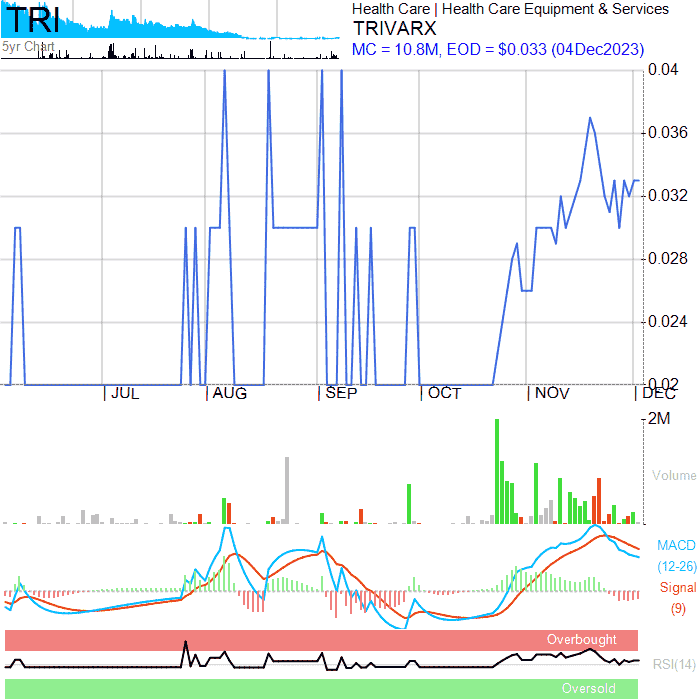 TRI
5yr Chart
Health Care | Health Care Equipment & Services
TRIVARX
MC = 10.8M, EOD = $0.033 (04Dec2023)
0.04
0.036
0.032
0.028
0.024
0.02
JUL AUG SEP OCT NOV DEC
2M
Volume
MACD
(12-26)
Signal
(9)
Overbought
RSI(14)
Oversold